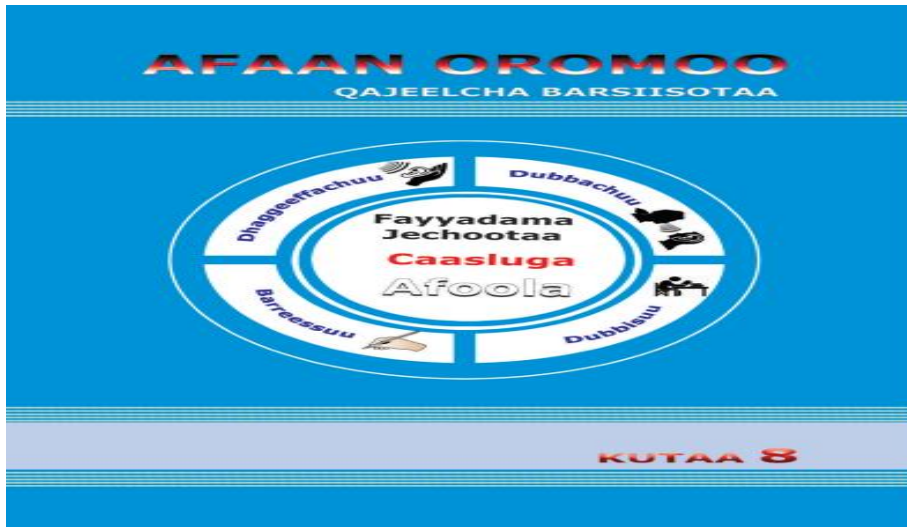 AFAAN OROMOO
QAJEELCHA BARSIISOTAA
Dhaggeeffachuu
Dubbachuu
Fayyadama
Jechootaa
Caasluga
Afoola
Barreessuu
Dubbisuu
KUTAA 8